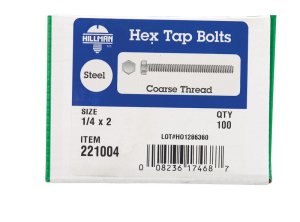 HILLMAN
Hex Tap Bolts
Steel
Coarse Thread
SIZE
QTY
1/4 x 2
100
ITEM
LOT#H01286360
221004
0 08236 17468 7